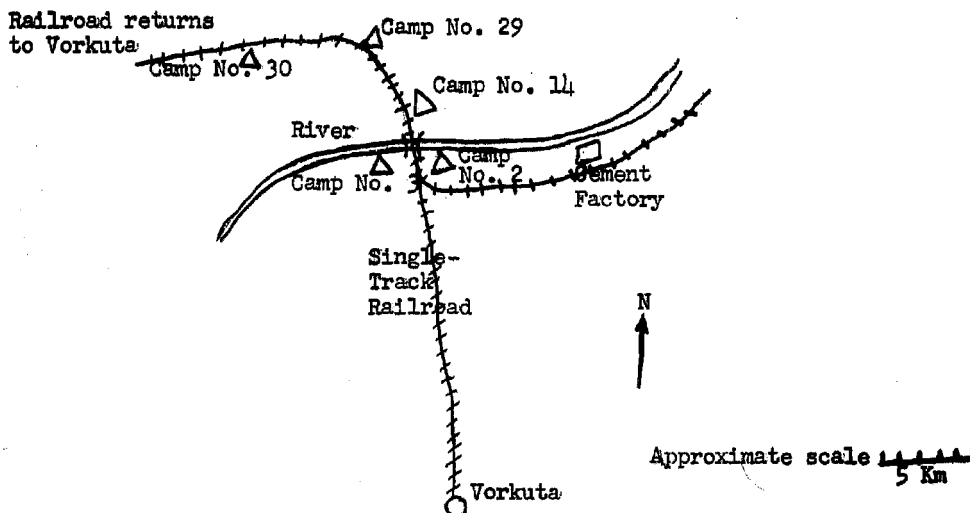 Railroad returns
to Vorkuta
Camp No. 29
Camp No. 30
Camp No. 14
River
Camp No.
Camp
No. 2
Cement
Factory
Single-
Track
Railroad
N
Approximate scale
5 Km
Vorkuta